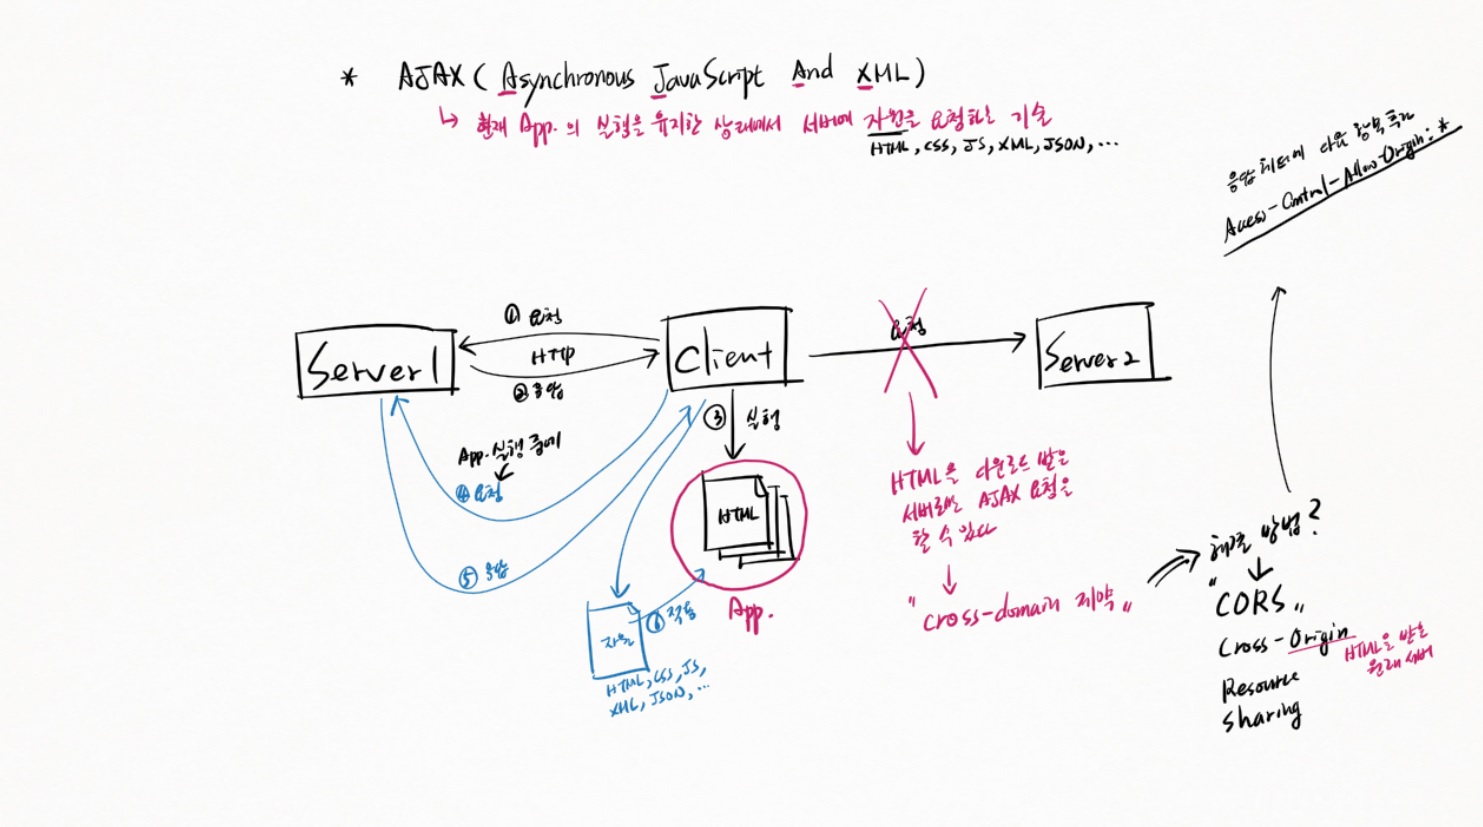 * AJAX ( Asynchronous JavaScript And XML )
↳ 현재 App. 의 실행을 유지한 상태에서 서버에 자원을 요청하는 기술
HTML, CSS, JS, XML, JSON, ...
응답 헤더에 다음 항목 추가
Access-Control-Allow-Origin: *
① 요청
HTTP
② 응답
Server1
Client
요청
Server2
③ 실행
App. 실행 중에
④ 요청
⑤ 응답
HTML
App.
자원
⑥ 적용
HTML, CSS, JS,
XML, JSON, ...
HTML을 다운로드 받은
서버로만 AJAX 요청을
할 수 있다
"cross-domain 제약"
해결 방법?
"CORS"
Cross-Origin
HTML을 받은
원래 서버
Resource
Sharing